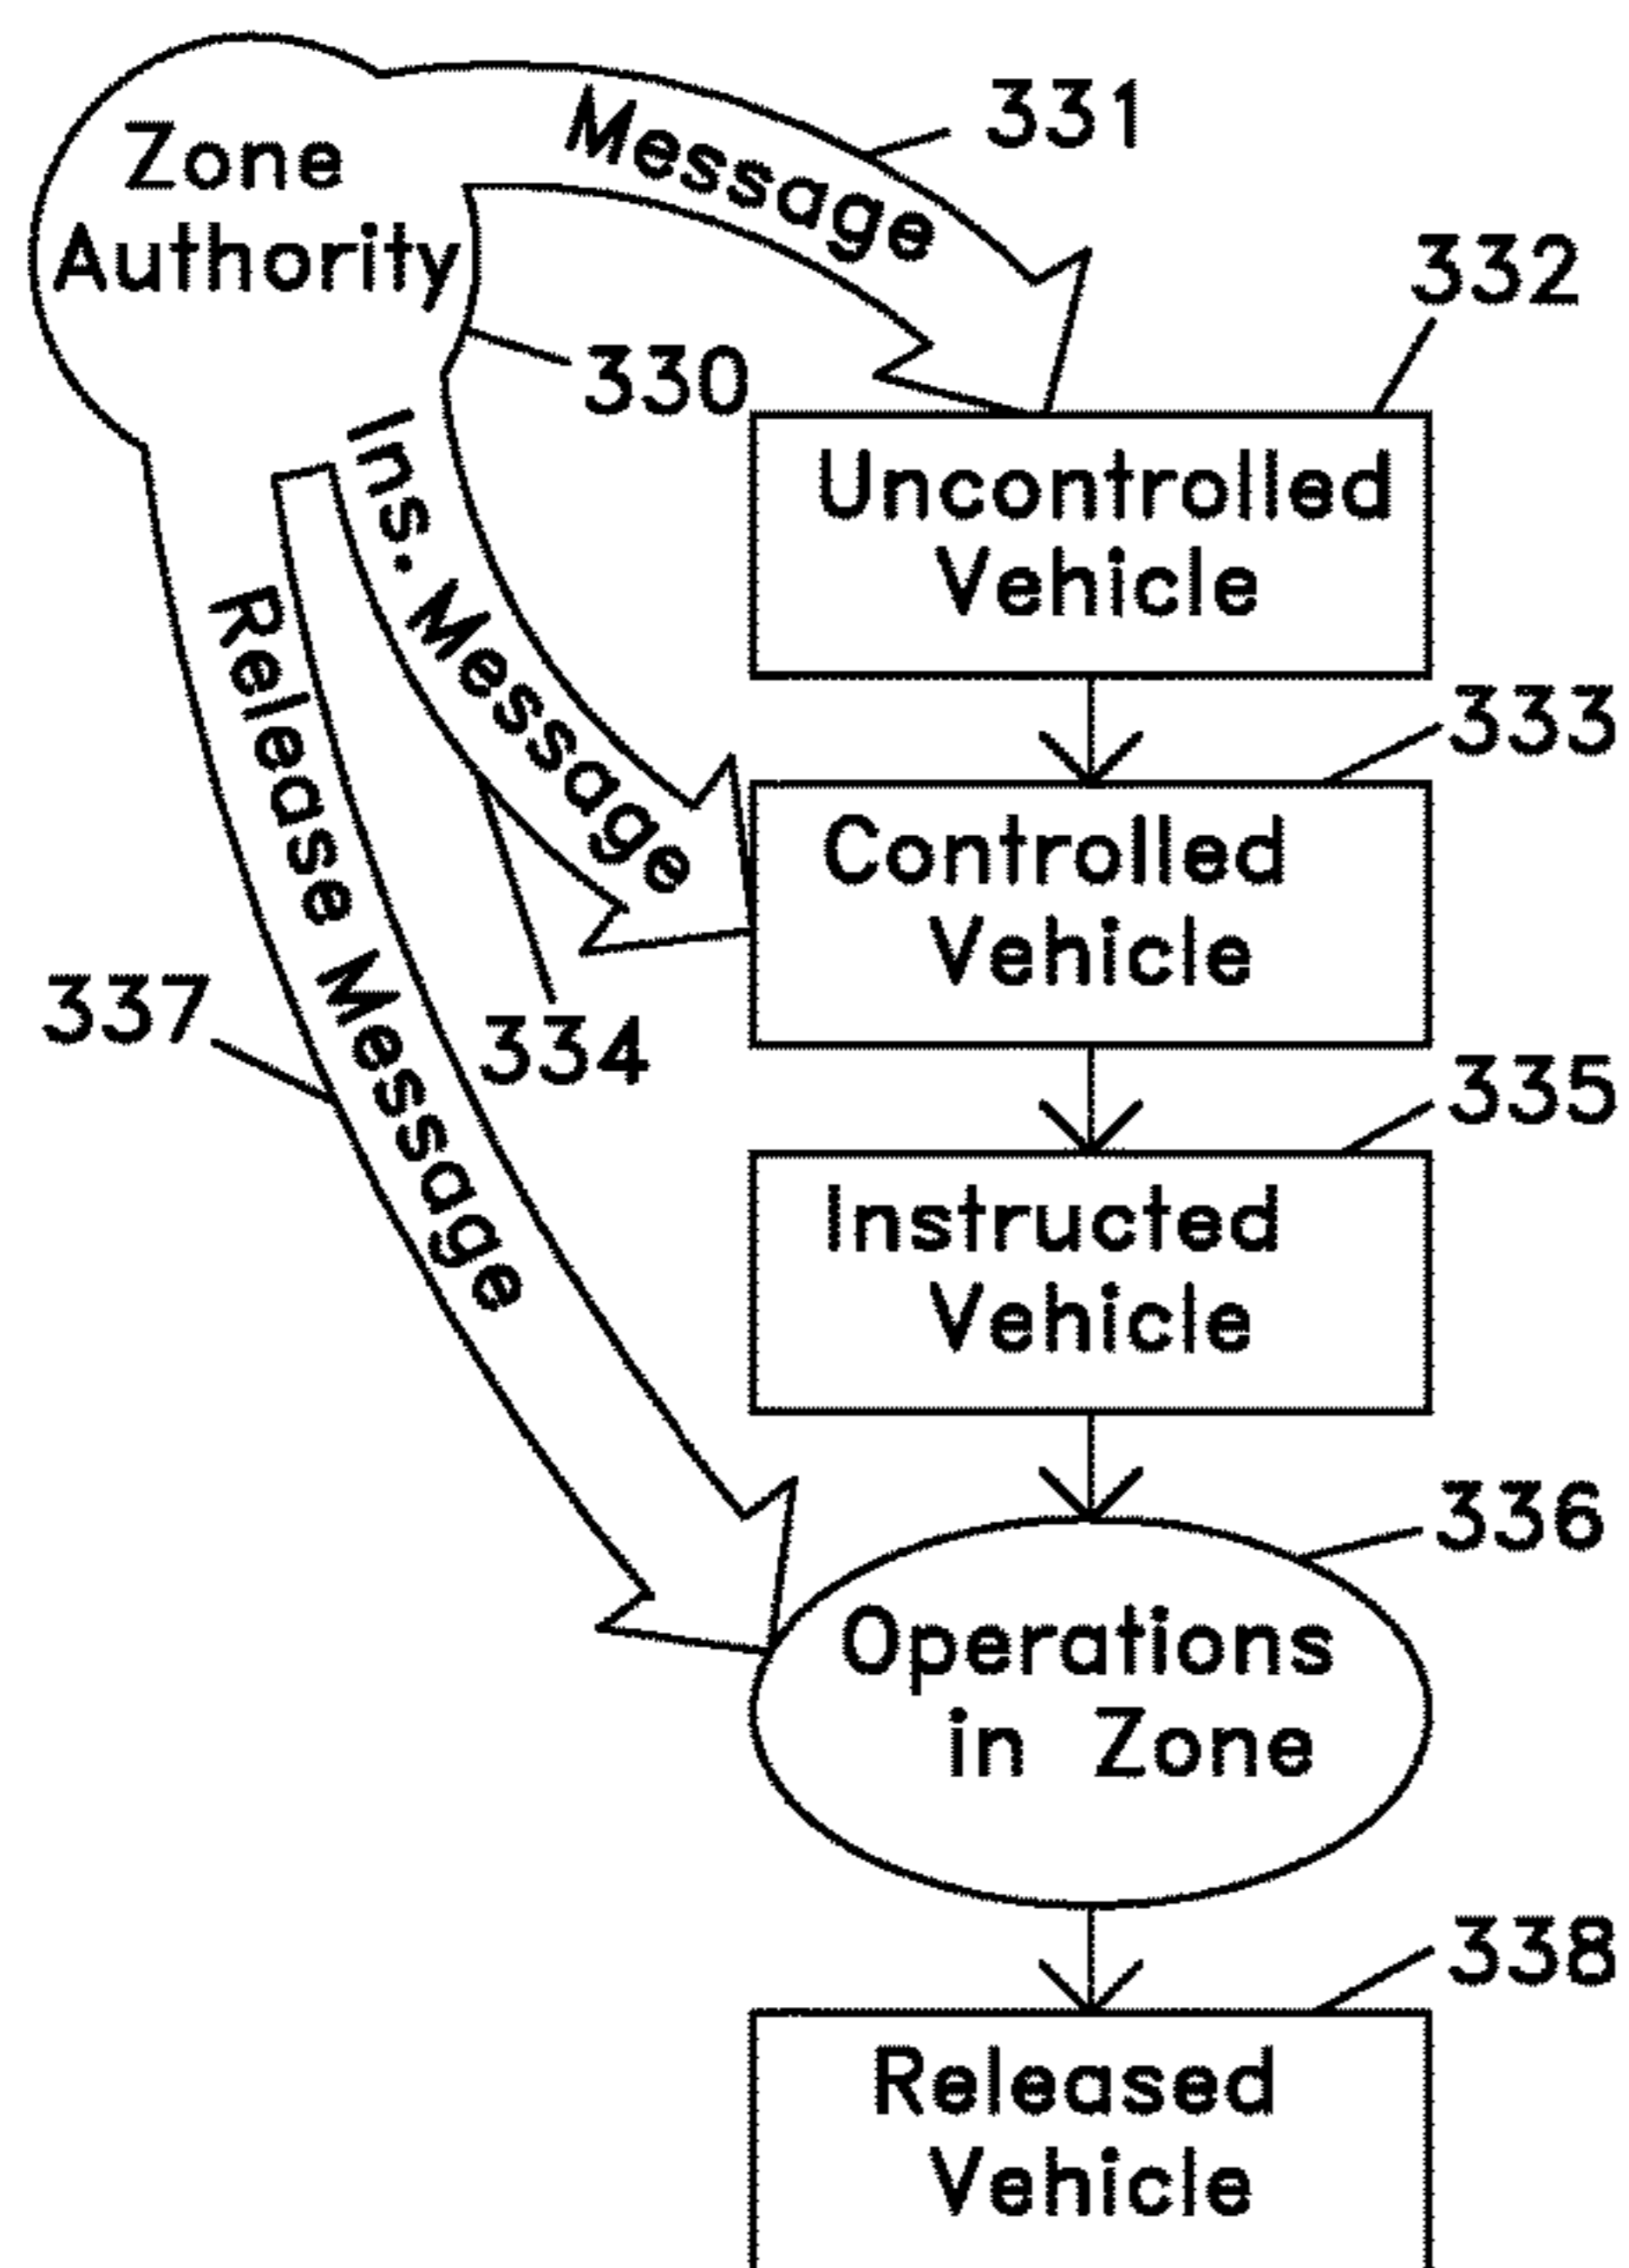 Zone
Authority
Message
331
332
330
Ins. Message
Uncontrolled
Vehicle
333
Release Message
Controlled
Vehicle
337
334
335
Instructed
Vehicle
336
Operations
in Zone
338
Released
Vehicle